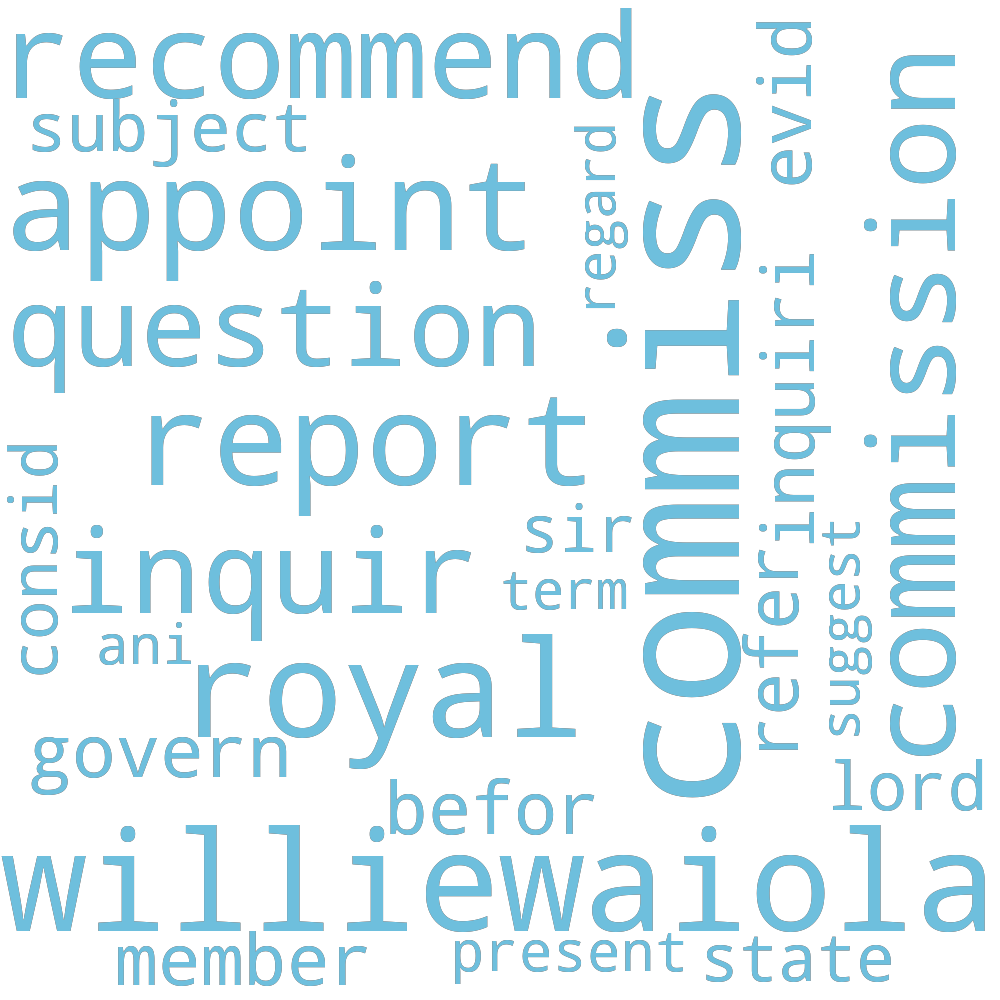 recommend
subject
appoint
question
report
consid
inquir
ani
royal
govern
befor
williewaiola
member
present
state
sir
term
regard
commiss
evid
inquiri
refer
suggest
commission
lord